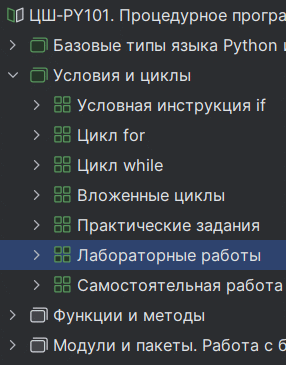 ЦШ-PY101. Процедурное програ
Базовые типы языка Python и
Условия и циклы
Условная инструкция if
Цикл for
Цикл while
Вложенные циклы
Практические задания
Лабораторные работы
Самостоятельная работа
Функции и методы
Модули и пакеты. Работа с б